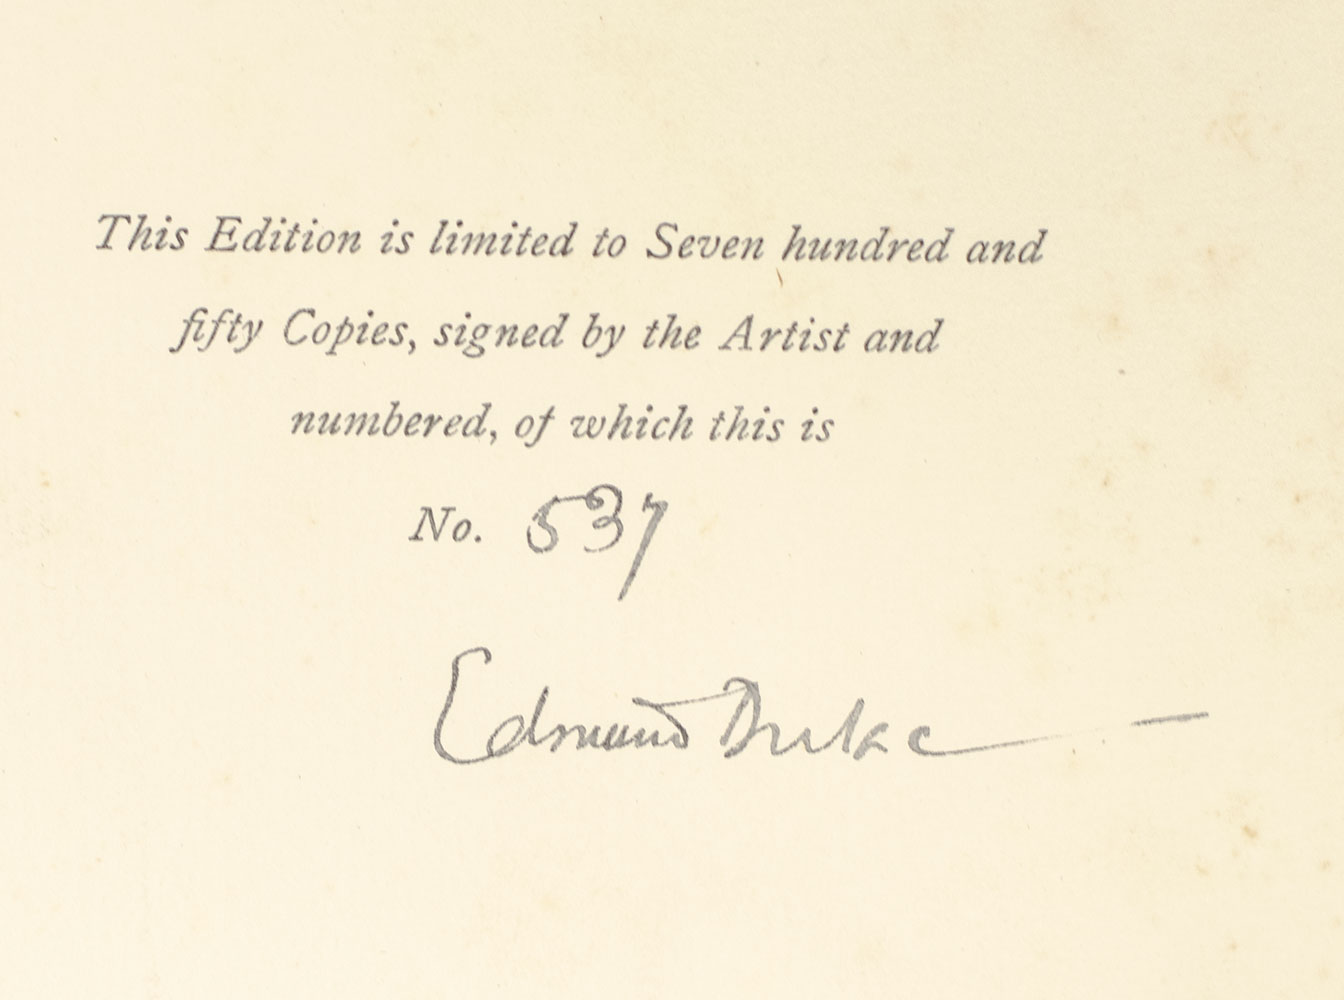 This Edition is limited to Seven hundred and
fifty Copies, signed by the Artist and
numbered, of which this is
No. 537
Edmund Dulac